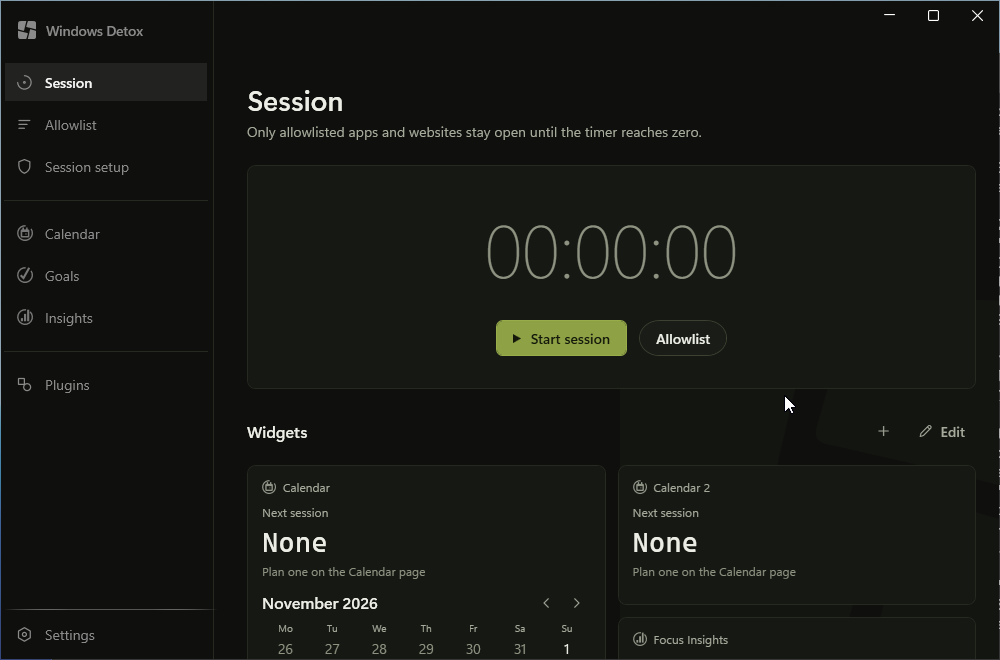 Windows Detox
Session
Allowlist
Session setup
Calendar
Goals
Insights
Plugins
Settings
Session
Only allowlisted apps and websites stay open until the timer reaches zero.
00:00:00
Start session
Allowlist
Widgets
Edit
Calendar
Next session
None
Plan one on the Calendar page
November 2026
Mo Tu We Th Fr Sa Su
26 27 28 29 30 31 1
Calendar 2
Next session
None
Plan one on the Calendar page
Focus Insights